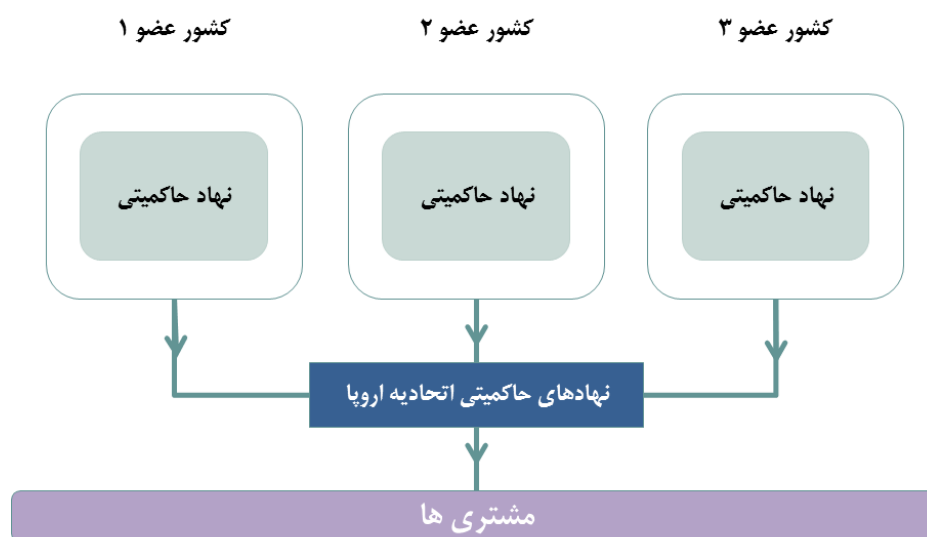 کشور عضو ۳
کشور عضو ۲
کشور عضو ۱
نهاد حاکمیتی
نهاد حاکمیتی
نهاد حاکمیتی
نهادهای حاکمیتی اتحادیه اروپا
مشتری ها